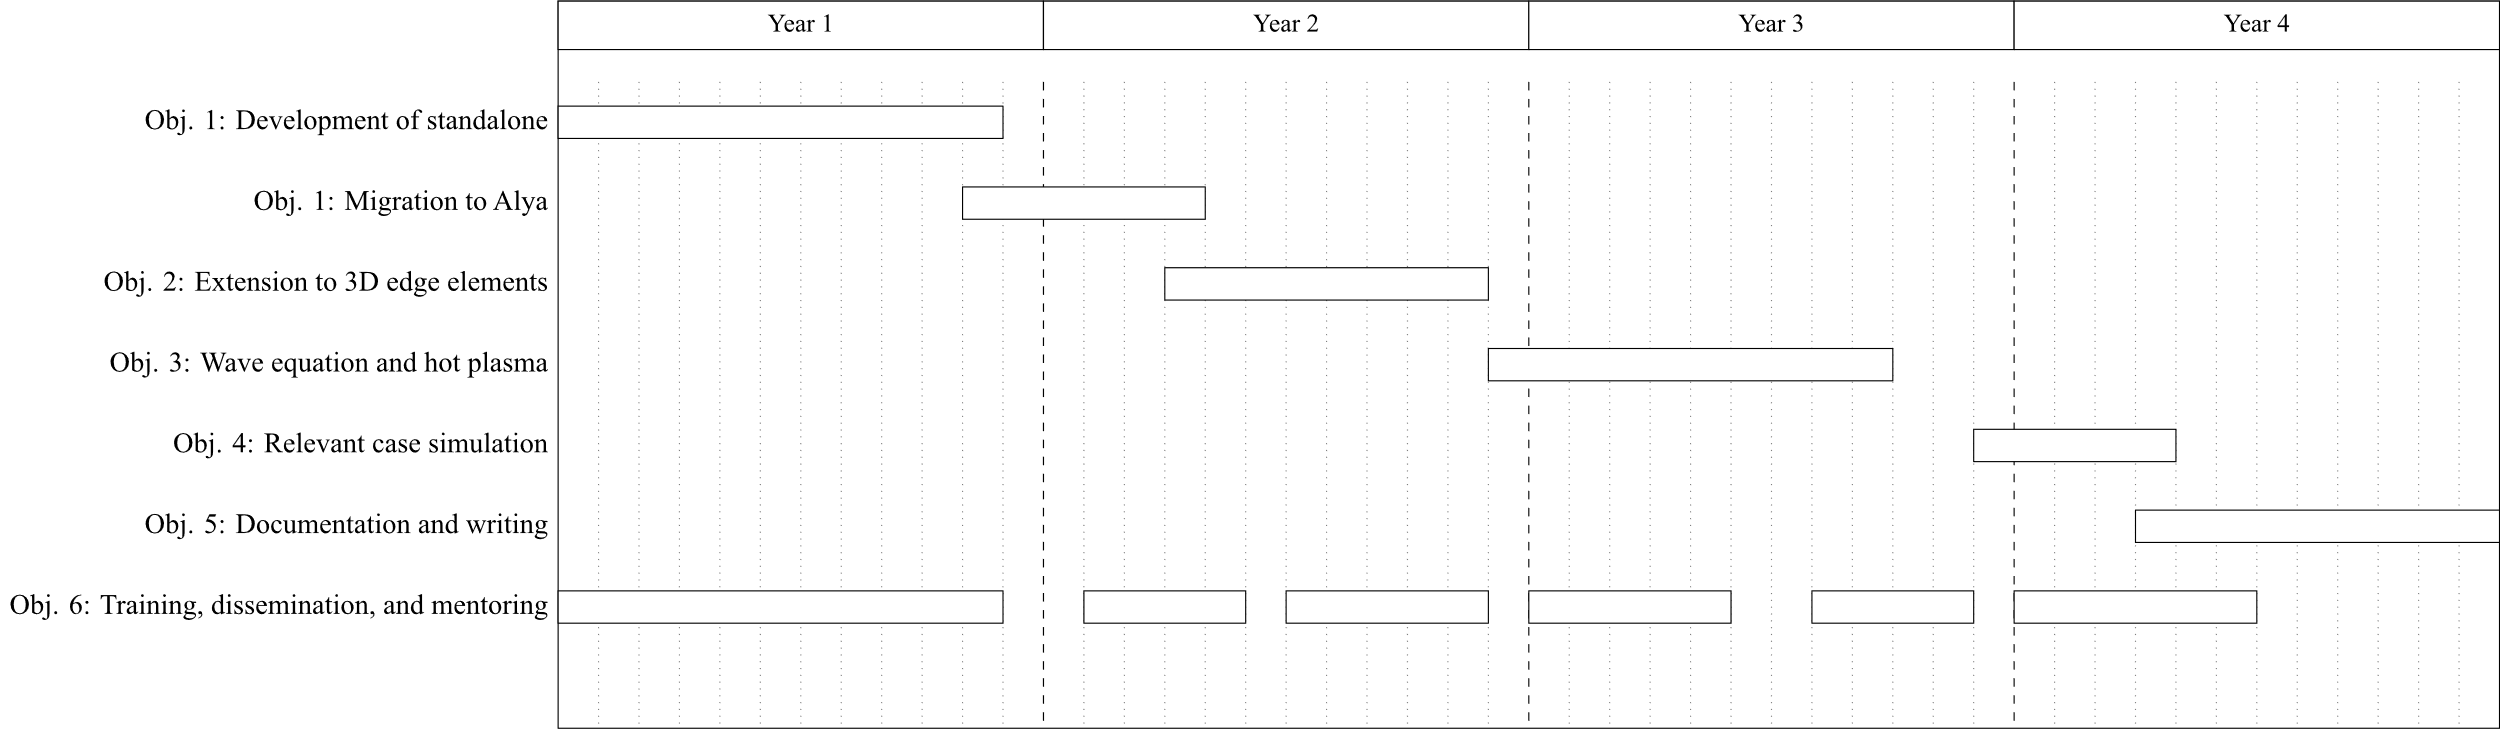 Year 1 Year 2 Year 3 Year 4
Obj. 1: Development of standalone
Obj. 1: Migration to Alya
Obj. 2: Extension to 3D edge elements
Obj. 3: Wave equation and hot plasma
Obj. 4: Relevant case simulation
Obj. 5: Documentation and writing
Obj. 6: Training, dissemination, and mentoring